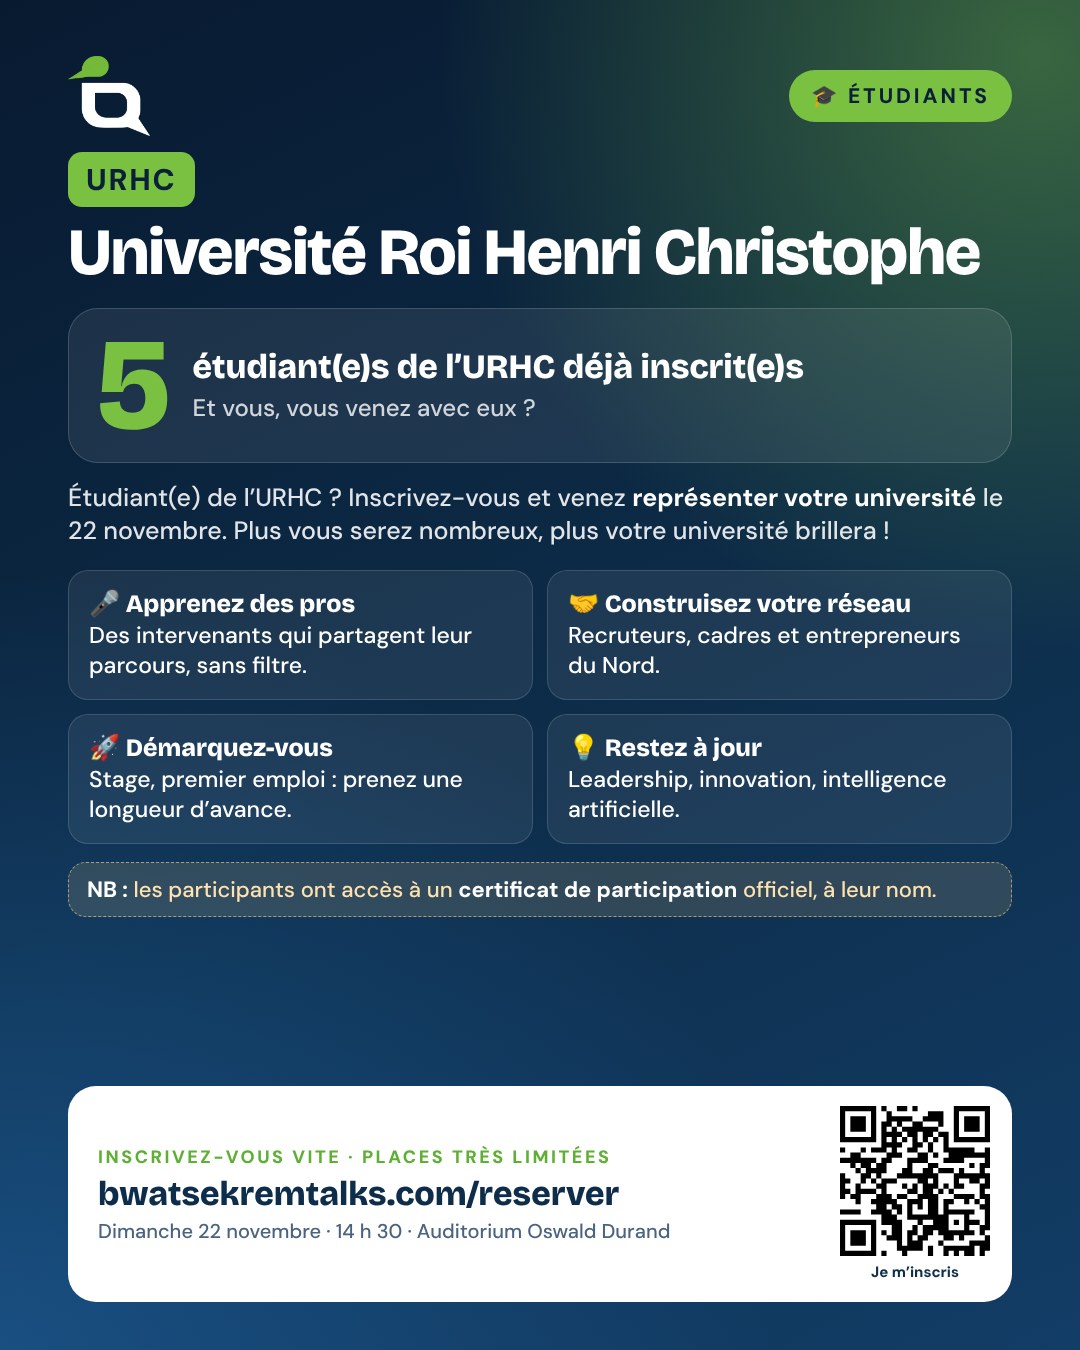 🎓 ÉTUDIANTS
URHC
Université Roi Henri Christophe
5
étudiant(e)s de l’URHC déjà inscrit(e)s
Et vous, vous venez avec eux ?
Étudiant(e) de l’URHC ? Inscrivez-vous et venez représenter votre université le
22 novembre. Plus vous serez nombreux, plus votre université brillera !
🎤 Apprenez des pros
Des intervenants qui partagent leur
parcours, sans filtre.
🤝 Construisez votre réseau
Recruteurs, cadres et entrepreneurs
du Nord.
🚀 Démarquez-vous
Stage, premier emploi : prenez une
longueur d’avance.
💡 Restez à jour
Leadership, innovation, intelligence
artificielle.
NB : les participants ont accès à un certificat de participation officiel, à leur nom.
INSCRIVEZ-VOUS VITE · PLACES TRÈS LIMITÉES
bwatsekremtalks.com/reserver
Dimanche 22 novembre · 14 h 30 · Auditorium Oswald Durand
Je m’inscris